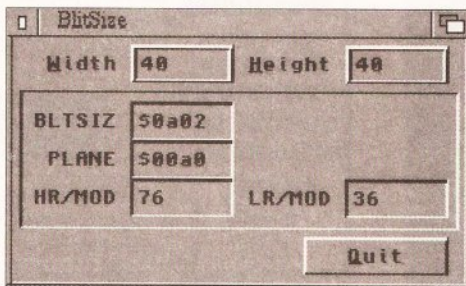 BlitSize
Width 40 Height 40
BLTSIZ $0a02
PLANE $00a0
HR/MOD 76 LR/MOD 36
Quit